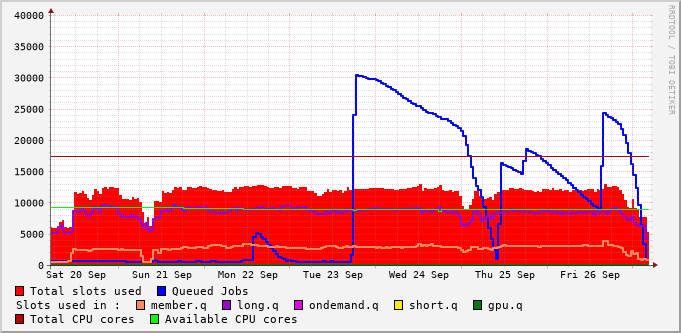 40000
35000
30000
25000
20000
15000
10000
5000
0
Sat 20 Sep Sun 21 Sep Mon 22 Sep Tue 23 Sep Wed 24 Sep Thu 25 Sep Fri 26 Sep
Total slots used Queued Jobs
Slots used in : member.q long.q ondemand.q short.q gpu.q
Total CPU cores Available CPU cores
RRDTOOL / TOBI OETIKER